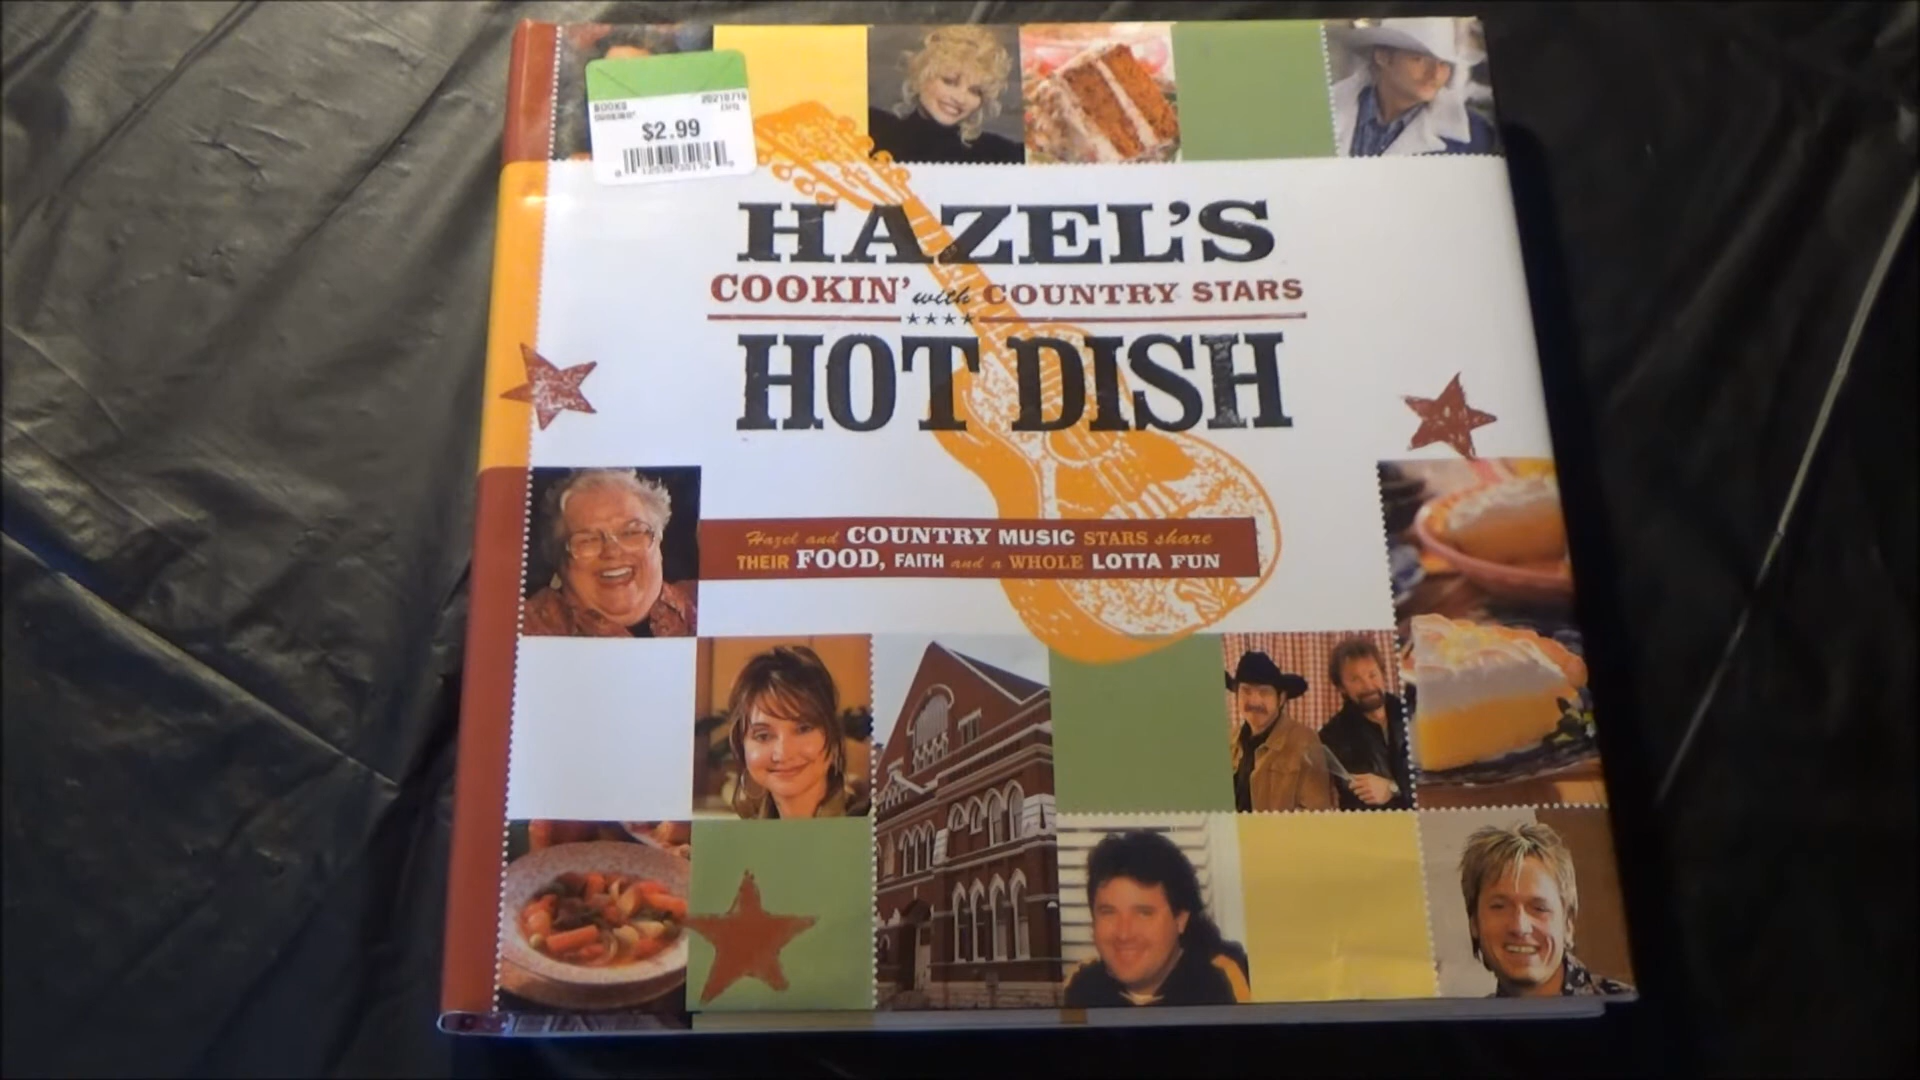 BOOKS
20210715
$2.99
HAZEL'S
COOKIN' with COUNTRY STARS
HOT DISH
Hazel and COUNTRY MUSIC STARS share
THEIR FOOD, FAITH and a WHOLE LOTTA FUN